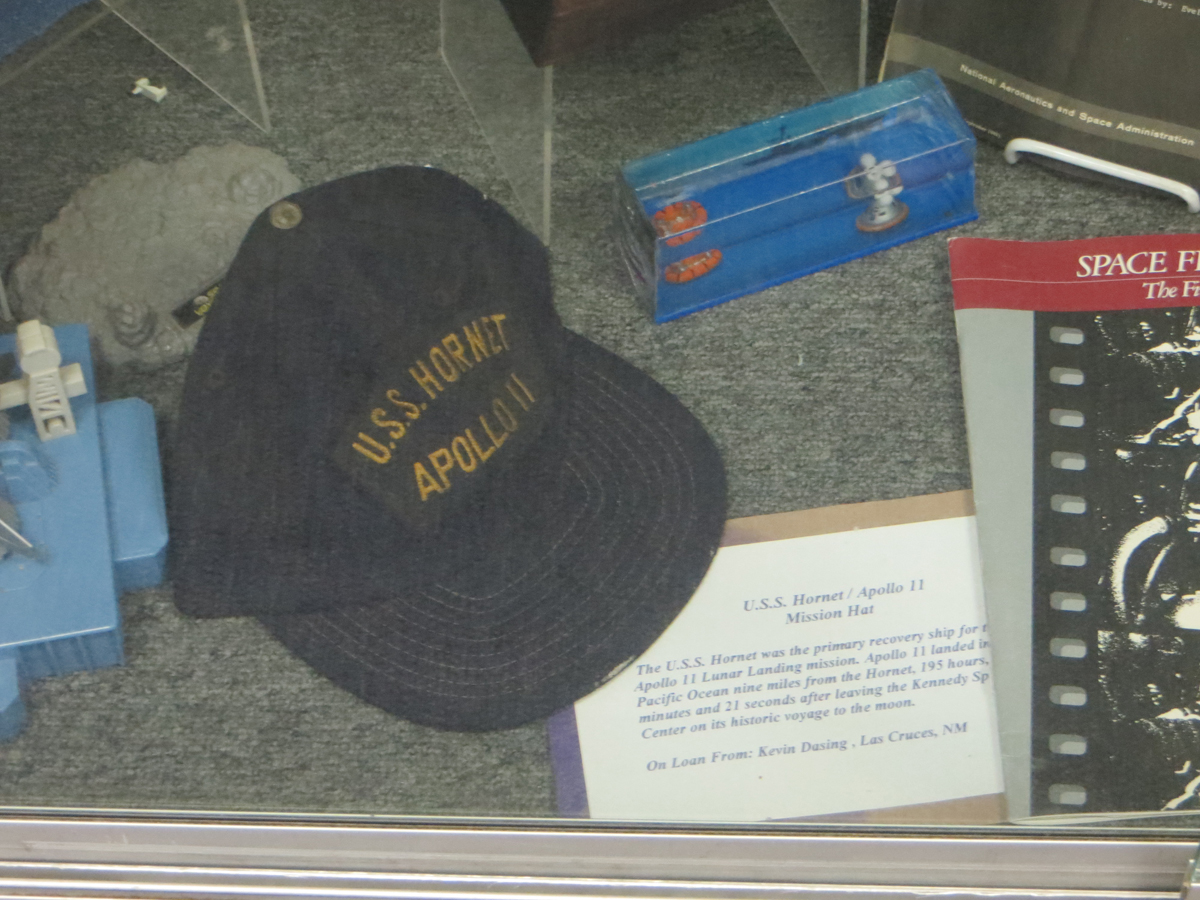 National Aeronautics and Space Administration
U.S.S. HORNET
APOLLO 11
SPACE
The
U.S.S. Hornet / Apollo 11
Mission Hat
The U.S.S. Hornet was the primary recovery ship for
Apollo 11 Lunar Landing mission. Apollo 11 landed
Pacific Ocean nine miles from the Hornet, 195 hours,
minutes and 21 seconds after leaving the Kennedy Sp
Center on its historic voyage to the moon.
On Loan From: Kevin Dasing , Las Cruces, NM